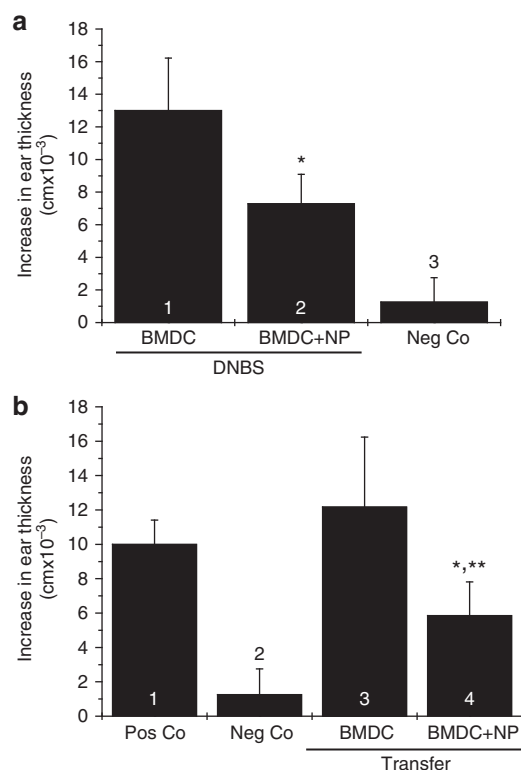 a
Increase in ear thickness
(cmx10⁻³)
18
16
14
12
10
8
6
4
2
0
*
3
1
2
BMDC
BMDC+NP
Neg Co
DNBS
b
Increase in ear thickness
(cmx10⁻³)
18
16
14
12
10
8
6
4
2
0
*,**
2
1
3
4
Pos Co
Neg Co
BMDC
BMDC+NP
Transfer